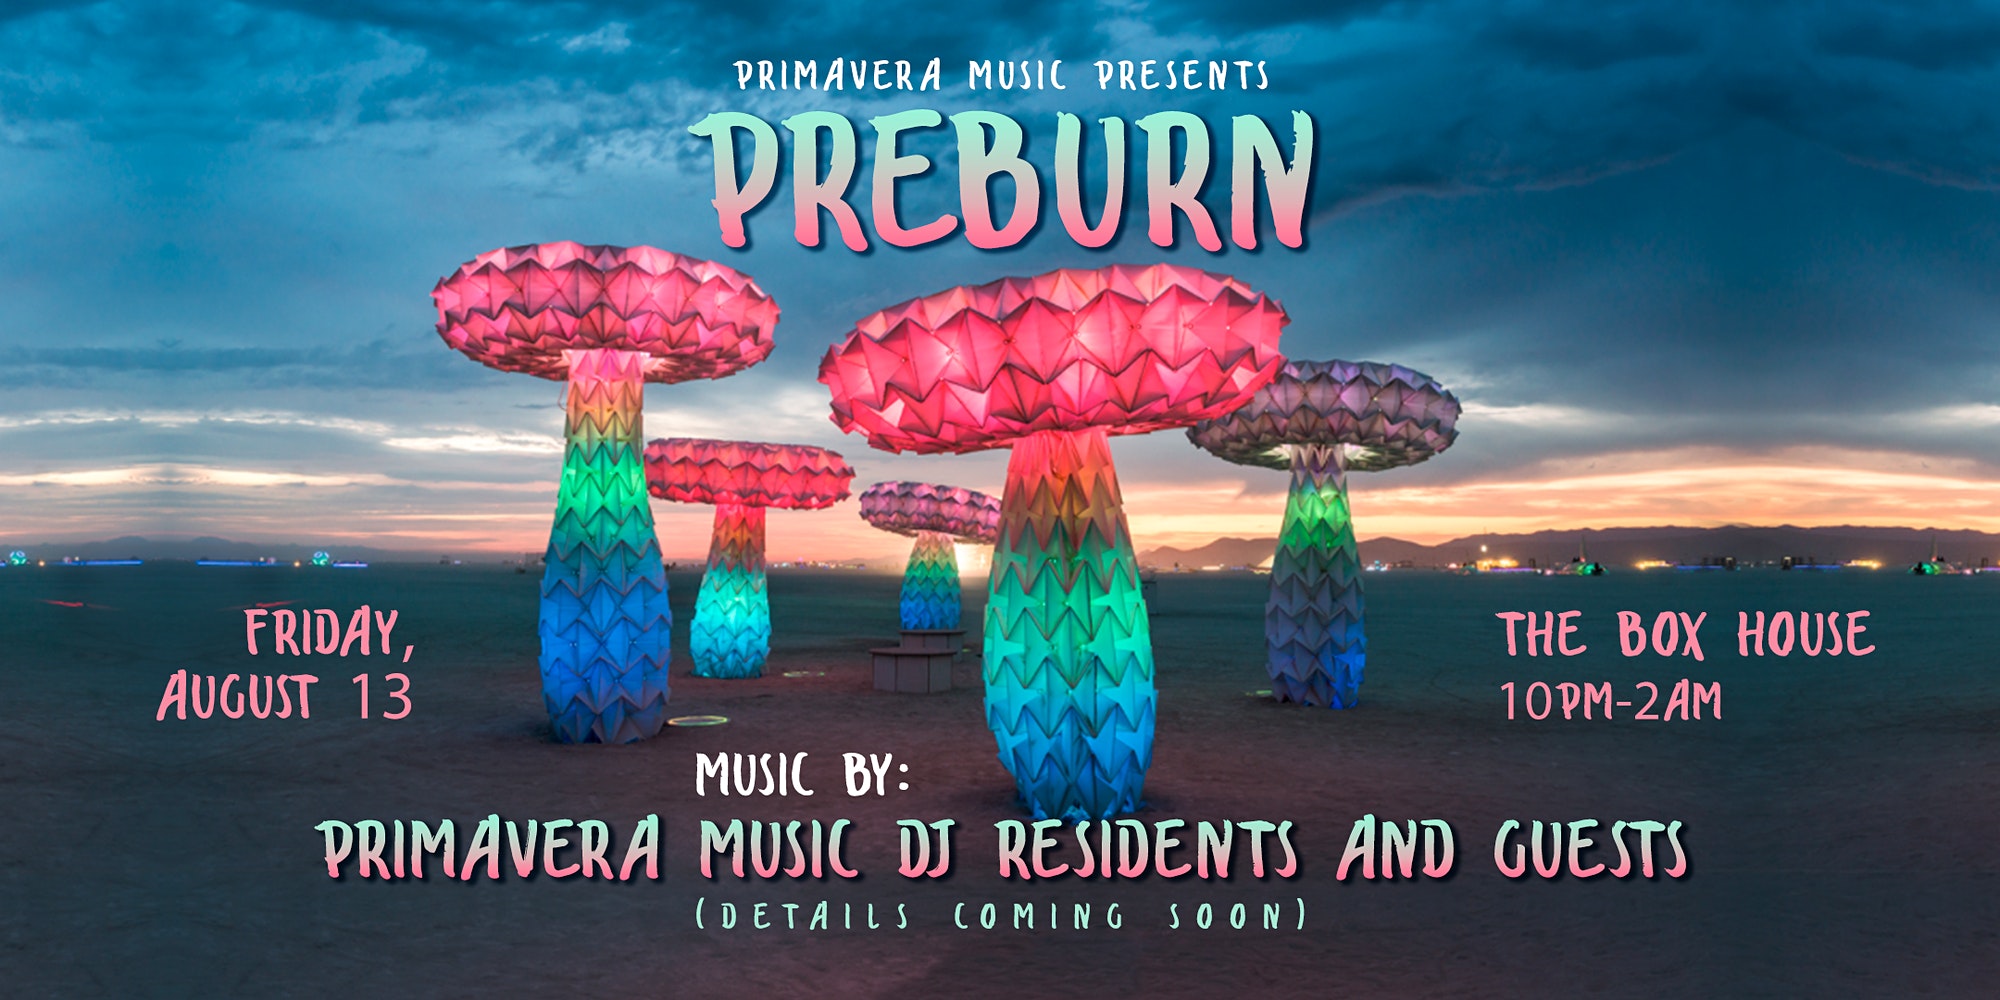 PRIMAVERA MUSIC PRESENTS
PREBURN
FRIDAY,
AUGUST 13
THE BOX HOUSE
10PM-2AM
MUSIC BY:
PRIMAVERA MUSIC DJ RESIDENTS AND GUESTS
(DETAILS COMING SOON)